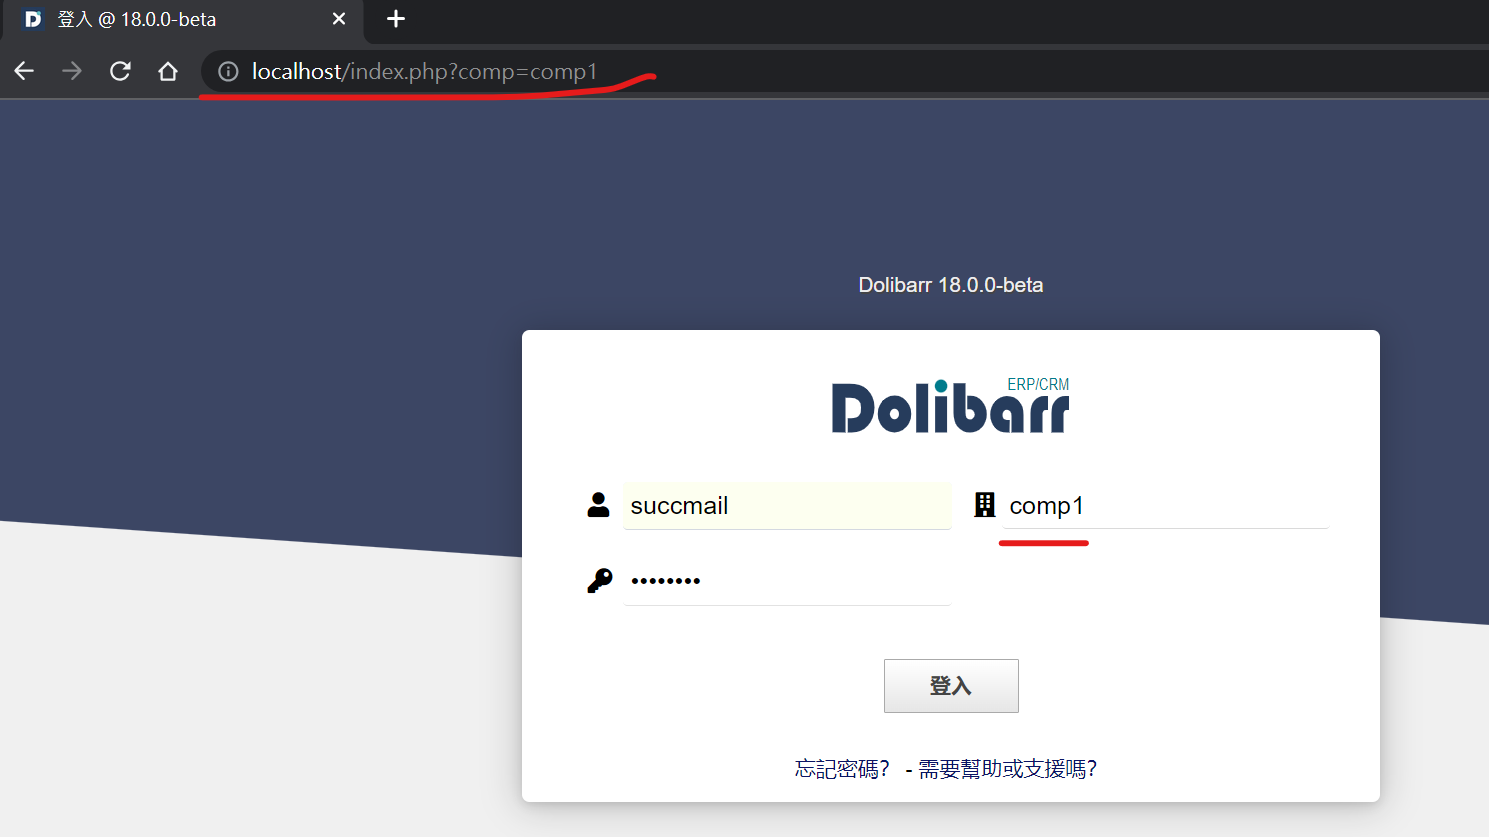 登入 @ 18.0.0-beta
localhost/index.php?comp=comp1
Dolibarr 18.0.0-beta
Dolibarr ERP/CRM
succmail
comp1
••••••••
登入
忘記密碼? - 需要幫助或支援嗎?